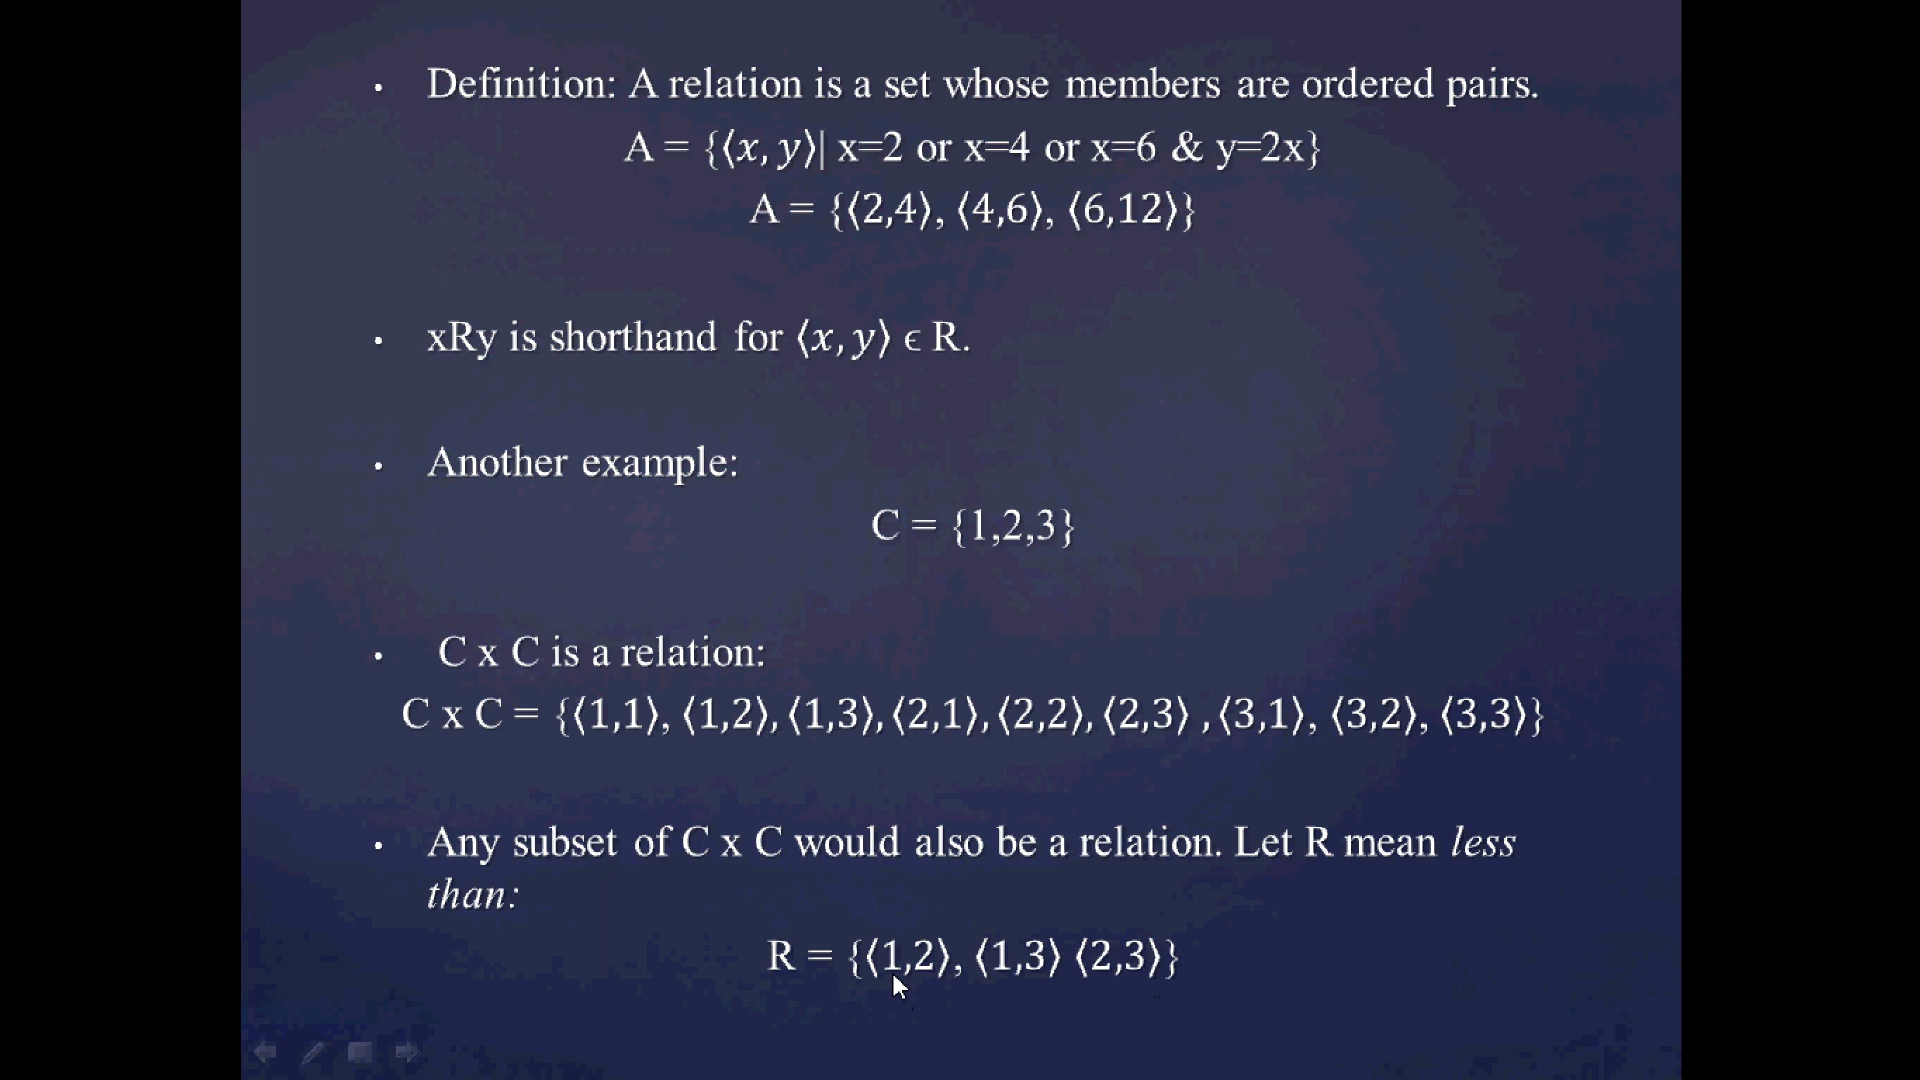 • Definition: A relation is a set whose members are ordered pairs.
A = {⟨x, y⟩| x=2 or x=4 or x=6 & y=2x}
A = {⟨2,4⟩, ⟨4,6⟩, ⟨6,12⟩}
• xRy is shorthand for ⟨x, y⟩ ϵ R.
• Another example:
C = {1,2,3}
• C x C is a relation:
C x C = {⟨1,1⟩, ⟨1,2⟩, ⟨1,3⟩, ⟨2,1⟩, ⟨2,2⟩, ⟨2,3⟩ , ⟨3,1⟩, ⟨3,2⟩, ⟨3,3⟩}
• Any subset of C x C would also be a relation. Let R mean less
than:
R = {⟨1,2⟩, ⟨1,3⟩ ⟨2,3⟩}